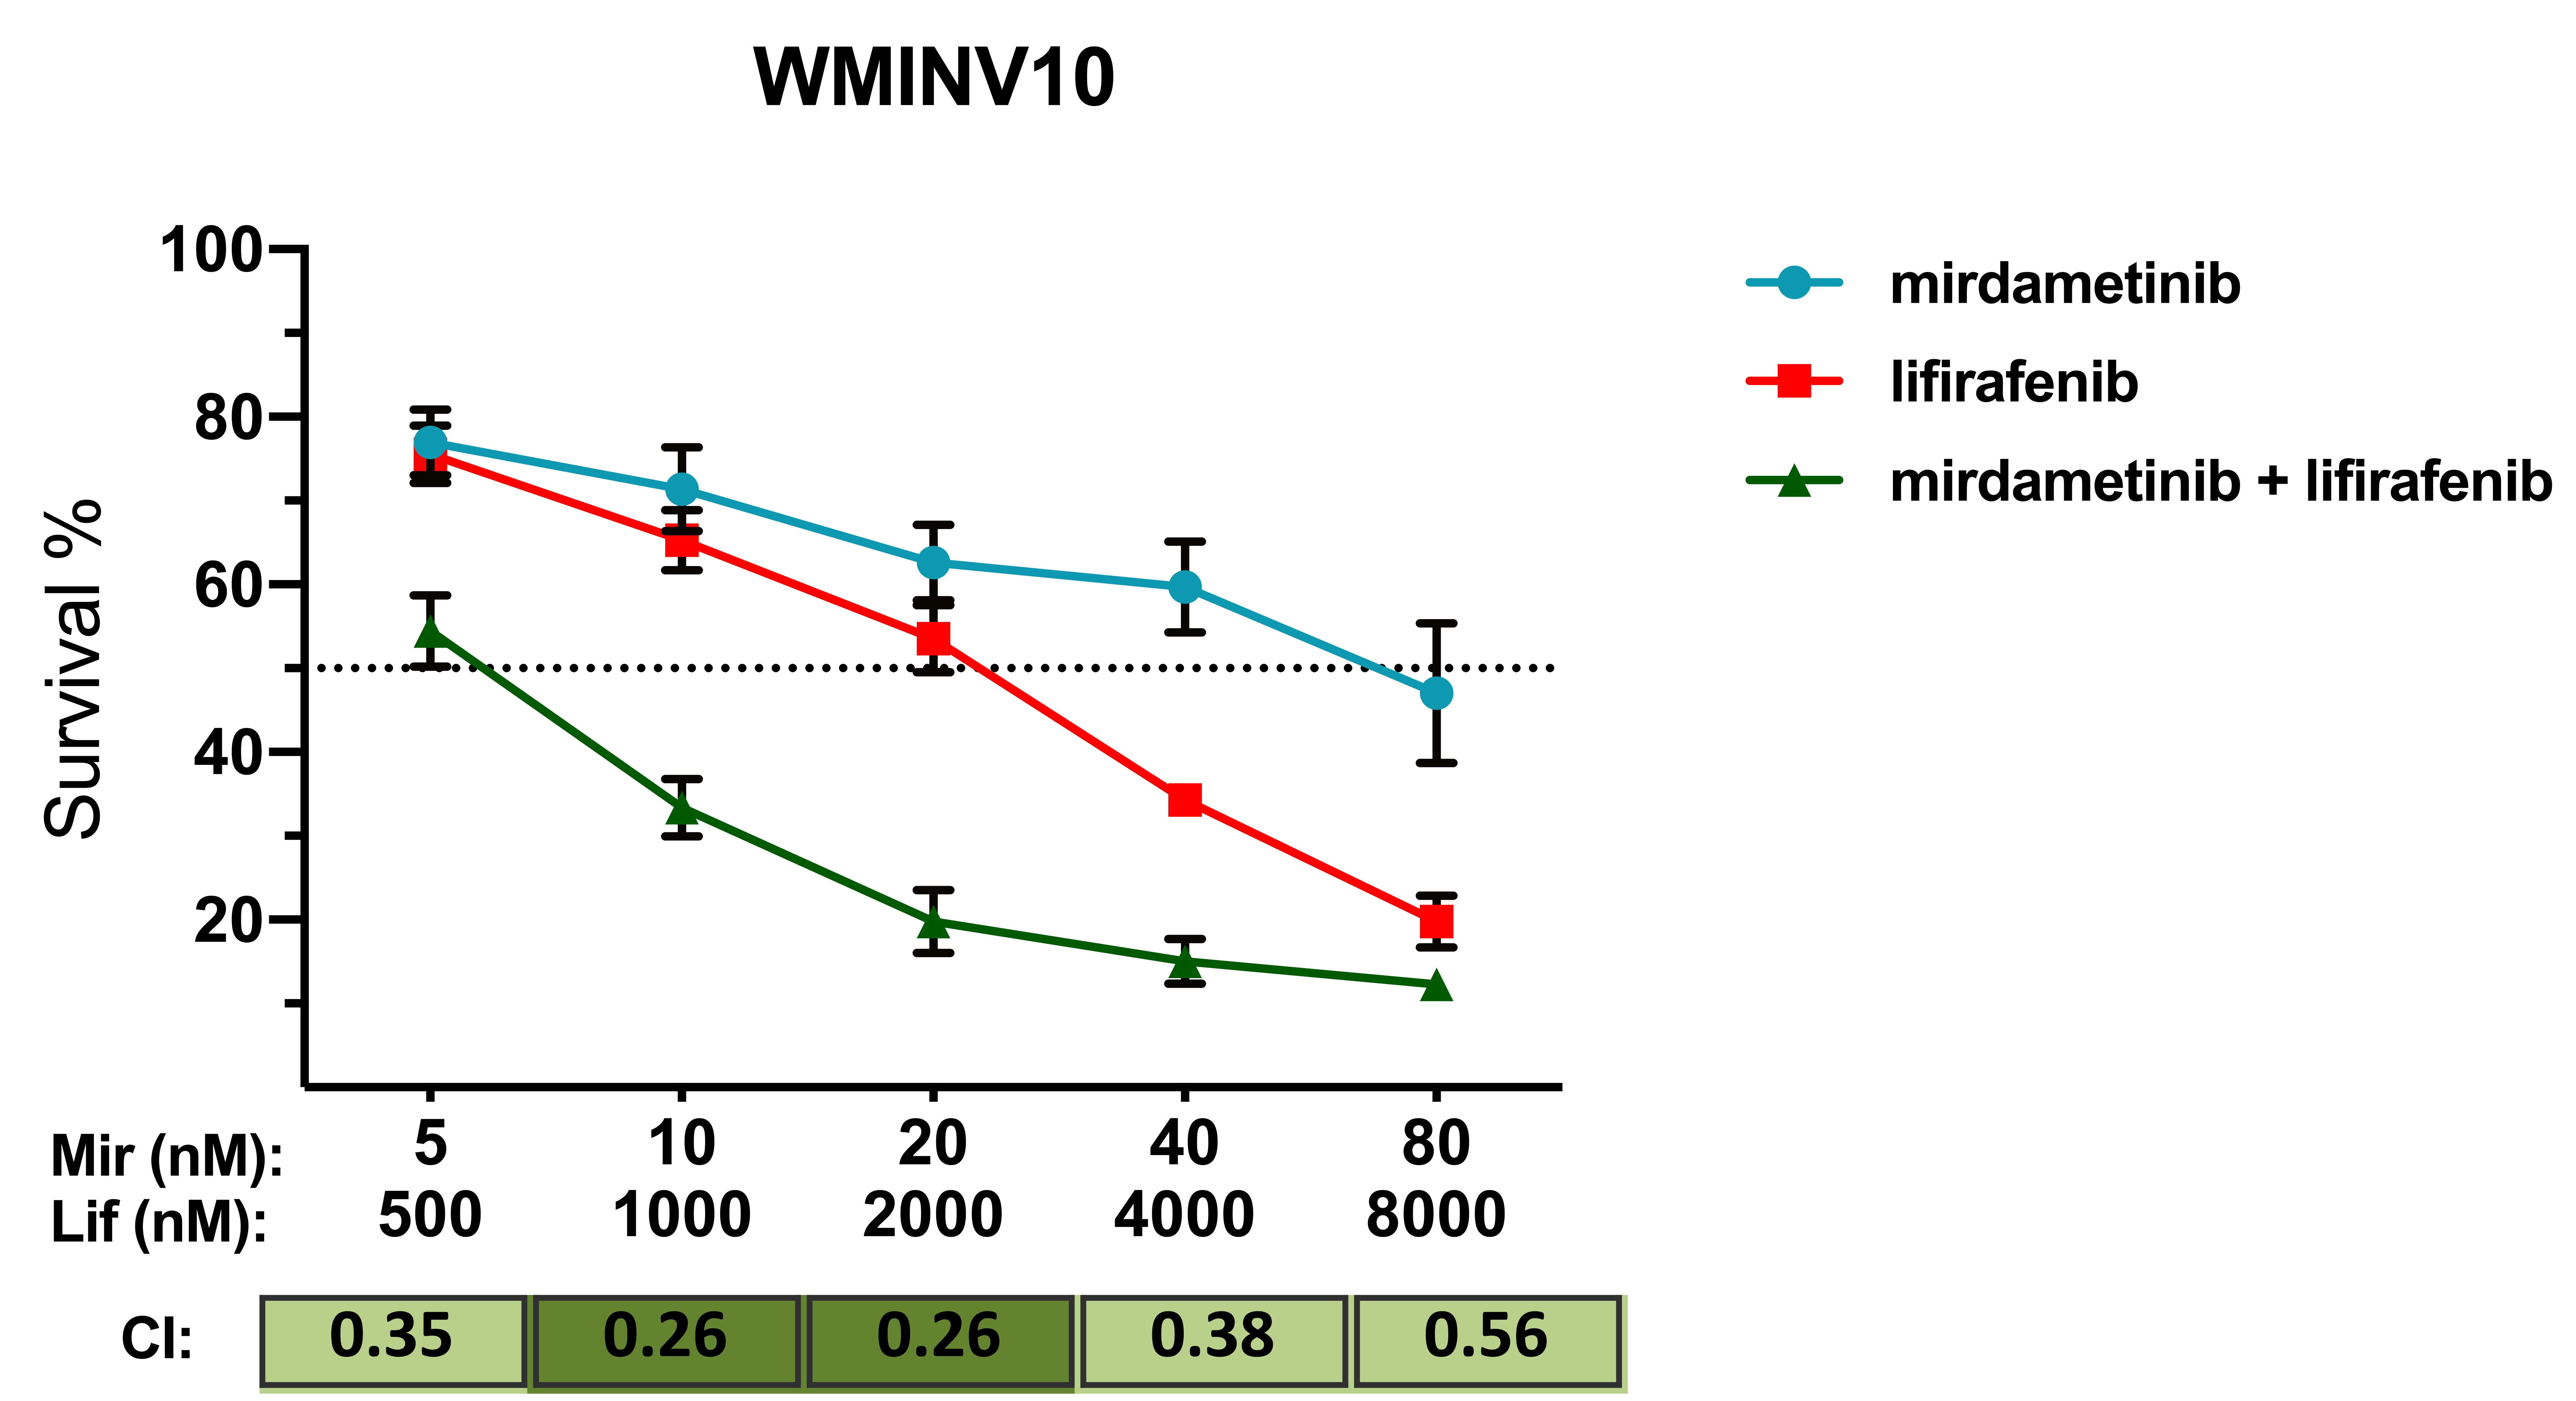 WMINV10
100
80
60
40
20
Survival %
mirdametinib
lifirafenib
mirdametinib + lifirafenib
Mir (nM): 5 10 20 40 80
Lif (nM): 500 1000 2000 4000 8000
CI: 0.35 0.26 0.26 0.38 0.56